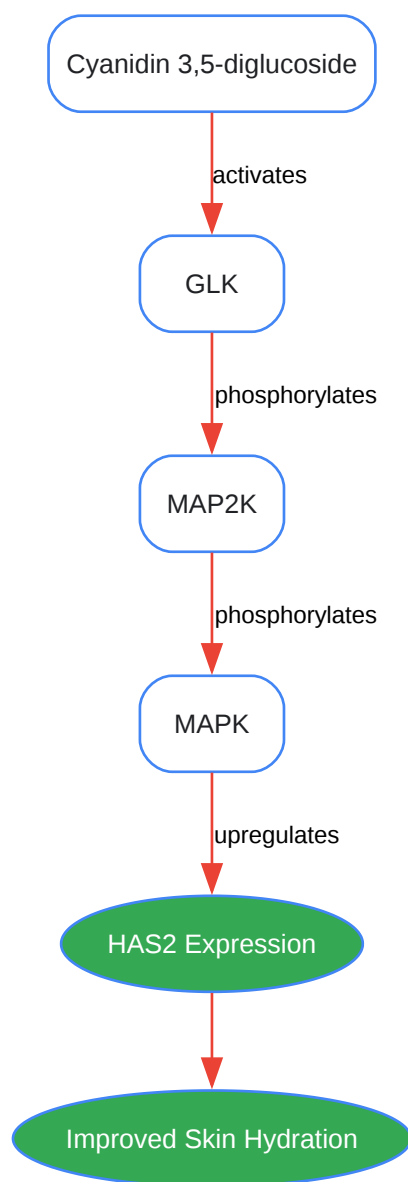 Cyanidin 3,5-diglucoside
activates
GLK
phosphorylates
MAP2K
phosphorylates
MAPK
upregulates
HAS2 Expression
Improved Skin Hydration